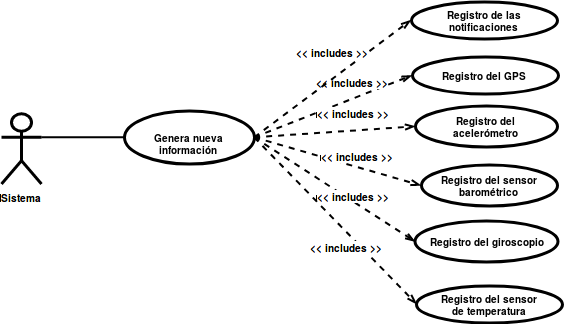 Registro de las
notificaciones
<< includes >>
<< includes >>
Registro del GPS
<< includes >>
Registro del
acelerómetro
Genera nueva
información
<< includes >>
Registro del sensor
barométrico
Sistema
<< includes >>
Registro del giroscopio
<< includes >>
Registro del sensor
de temperatura